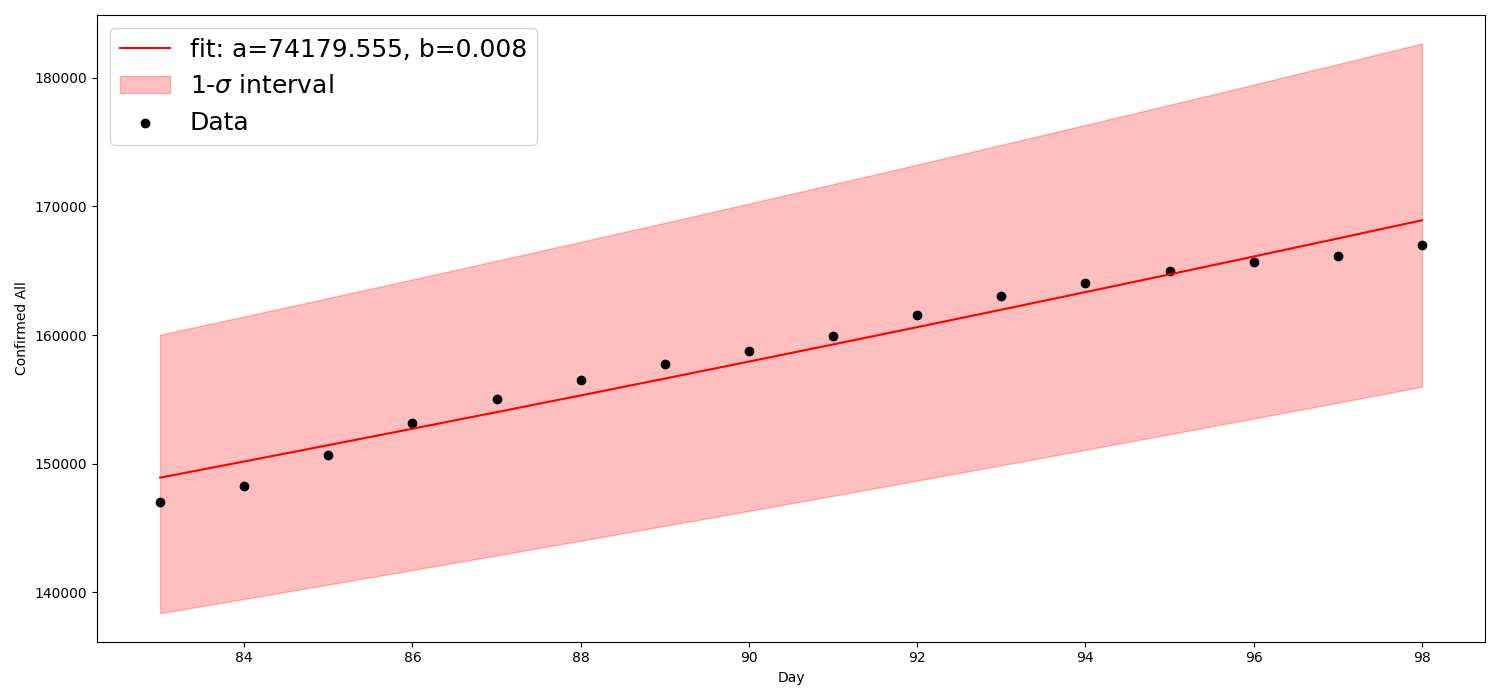 fit: a=74179.555, b=0.008
1-σ interval
Data
180000
170000
160000
150000
140000
Confirmed All
84 86 88 90 92 94 96 98
Day